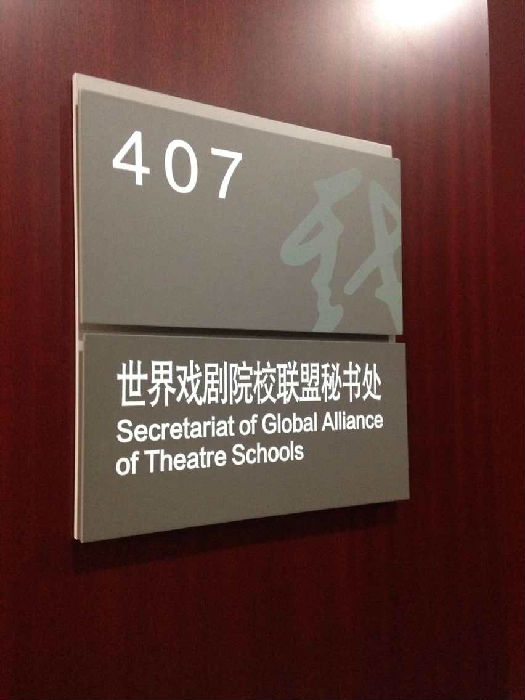 407
戏
世界戏剧院校联盟秘书处
Secretariat of Global Alliance
of Theatre Schools